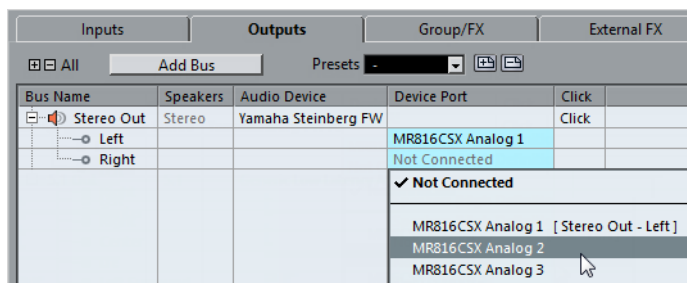 Inputs Outputs Group/FX External FX
All Add Bus Presets -
Bus Name Speakers Audio Device Device Port Click
Stereo Out Stereo Yamaha Steinberg FW Click
Left MR816CSX Analog 1
Right Not Connected
✓ Not Connected
MR816CSX Analog 1 [ Stereo Out - Left ]
MR816CSX Analog 2
MR816CSX Analog 3